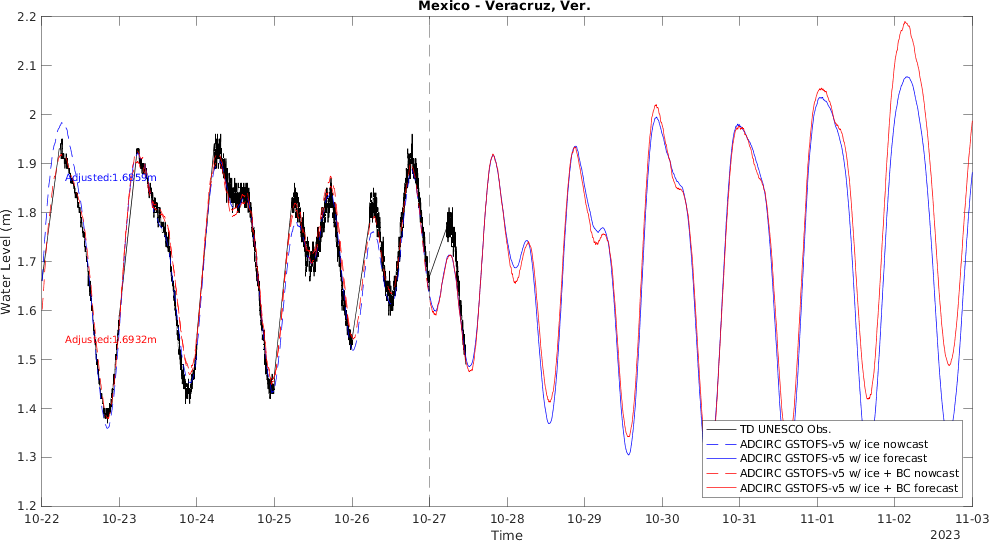 Mexico - Veracruz, Ver.
2.2
2.1
2
1.9
1.8
1.7
1.6
1.5
1.4
1.3
1.2
Water Level (m)
Adjusted:1.6859m
Adjusted:1.6932m
TD UNESCO Obs.
ADCIRC GSTOFS-v5 w/ ice nowcast
ADCIRC GSTOFS-v5 w/ ice forecast
ADCIRC GSTOFS-v5 w/ ice + BC nowcast
ADCIRC GSTOFS-v5 w/ ice + BC forecast
10-22 10-23 10-24 10-25 10-26 10-27 10-28 10-29 10-30 10-31 11-01 11-02 11-03
Time
2023